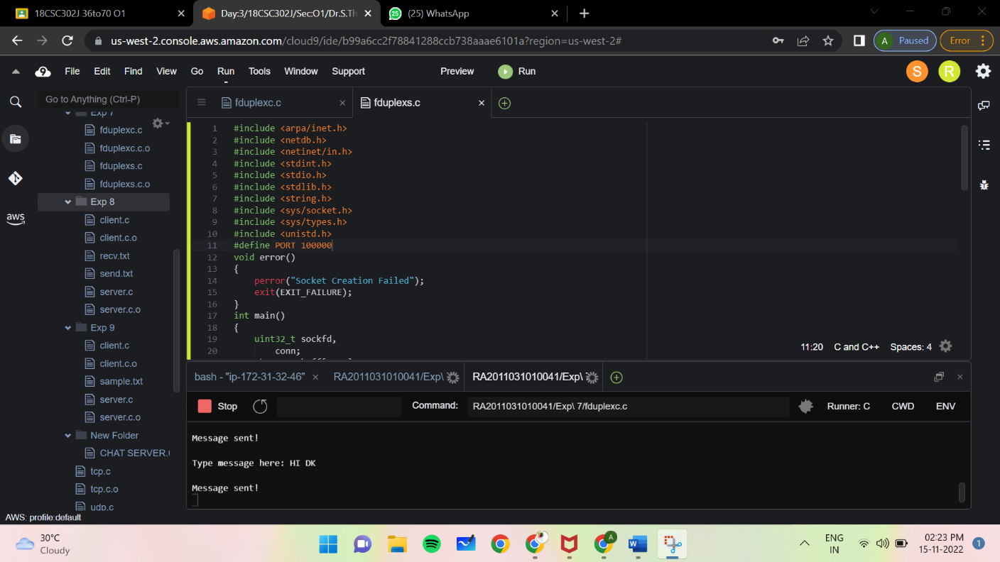 18CSC302J 36to70 O1
Day:3/18CSC302J/Sec:O1/Dr.S.Th
(25) WhatsApp
us-west-2.console.aws.amazon.com/cloud9/ide/b99a6cc2f78841288ccb738aaae6101a?region=us-west-2#
A Paused
Error
9 File Edit Find View Go Run Tools Window Support Preview Run
S R
Go to Anything (Ctrl-P)
fduplexc.c
fduplexs.c
Exp 7
fduplexc.c
fduplexc.c.o
fduplexs.c
fduplexs.c.o
Exp 8
client.c
client.c.o
recv.txt
send.txt
server.c
server.c.o
Exp 9
client.c
client.c.o
sample.txt
server.c
server.c.o
New Folder
CHAT SERVER.
tcp.c
tcp.c.o
udp.c
aws
AWS: profile:default
1 #include <arpa/inet.h>
2 #include <netdb.h>
3 #include <netinet/in.h>
4 #include <stdint.h>
5 #include <stdio.h>
6 #include <stdlib.h>
7 #include <string.h>
8 #include <sys/socket.h>
9 #include <sys/types.h>
10 #include <unistd.h>
11 #define PORT 100000
12 void error()
13 {
14 perror("Socket Creation Failed");
15 exit(EXIT_FAILURE);
16 }
17 int main()
18 {
19 uint32_t sockfd,
20 conn;
11:20 C and C++ Spaces: 4
bash - "ip-172-31-32-46"
RA2011031010041/Exp\
RA2011031010041/Exp\
Stop
Command: RA2011031010041/Exp\ 7/fduplexc.c
Runner: C CWD ENV
Message sent!
Type message here: HI DK
Message sent!
30°C
Cloudy
ENG
IN
02:23 PM
15-11-2022
1